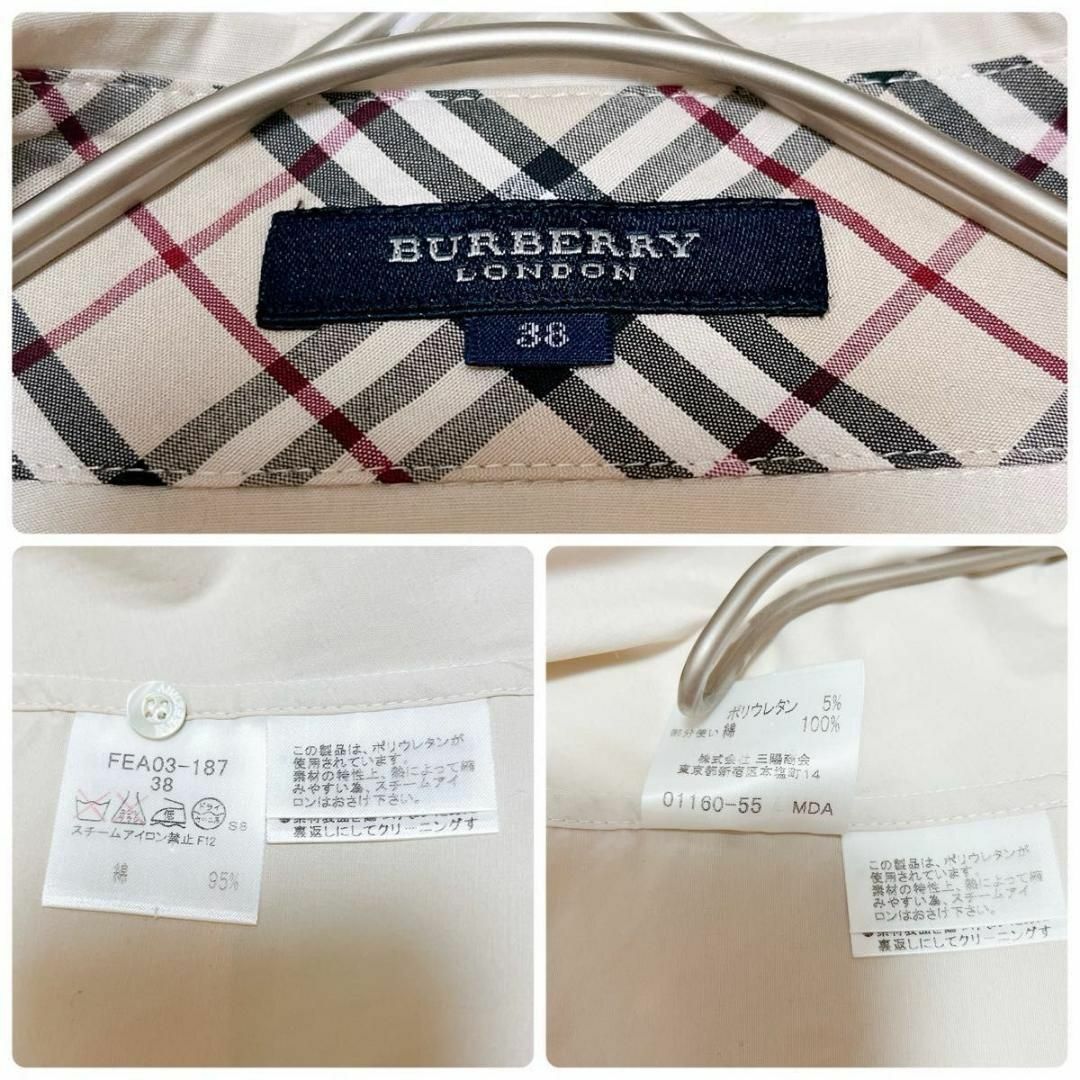 BURBERRY
LONDON
38
FEA03-187
38
ドライ
S8
スチームアイロン禁止 F12
綿 95%
この製品は、ポリウレタンが
使用されています。
素材の特性上、熱によって縮
みやすい為、スチームアイ
ロンはおさけ下さい。
裏返しにしてクリーニングす
ポリウレタン 5%
部分使い 綿 100%
株式会社 三陽商会
東京都新宿区本塩町14
01160-55 MDA
この製品は、ポリウレタンが
使用されています。
素材の特性上、熱によって縮
みやすい為、スチームアイ
ロンはおさけ下さい。
裏返しにしてクリーニングす